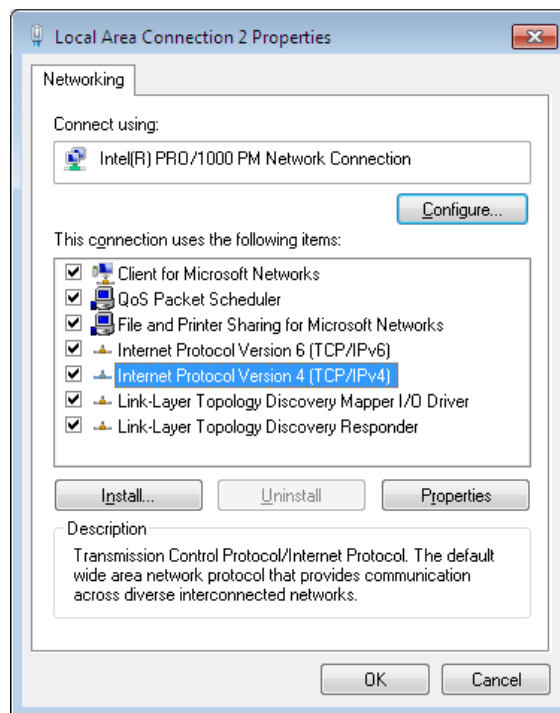 Local Area Connection 2 Properties
Networking
Connect using:
Intel(R) PRO/1000 PM Network Connection
Configure...
This connection uses the following items:
Client for Microsoft Networks
QoS Packet Scheduler
File and Printer Sharing for Microsoft Networks
Internet Protocol Version 6 (TCP/IPv6)
Internet Protocol Version 4 (TCP/IPv4)
Link-Layer Topology Discovery Mapper I/O Driver
Link-Layer Topology Discovery Responder
Install... Uninstall Properties
Description
Transmission Control Protocol/Internet Protocol. The default
wide area network protocol that provides communication
across diverse interconnected networks.
OK Cancel